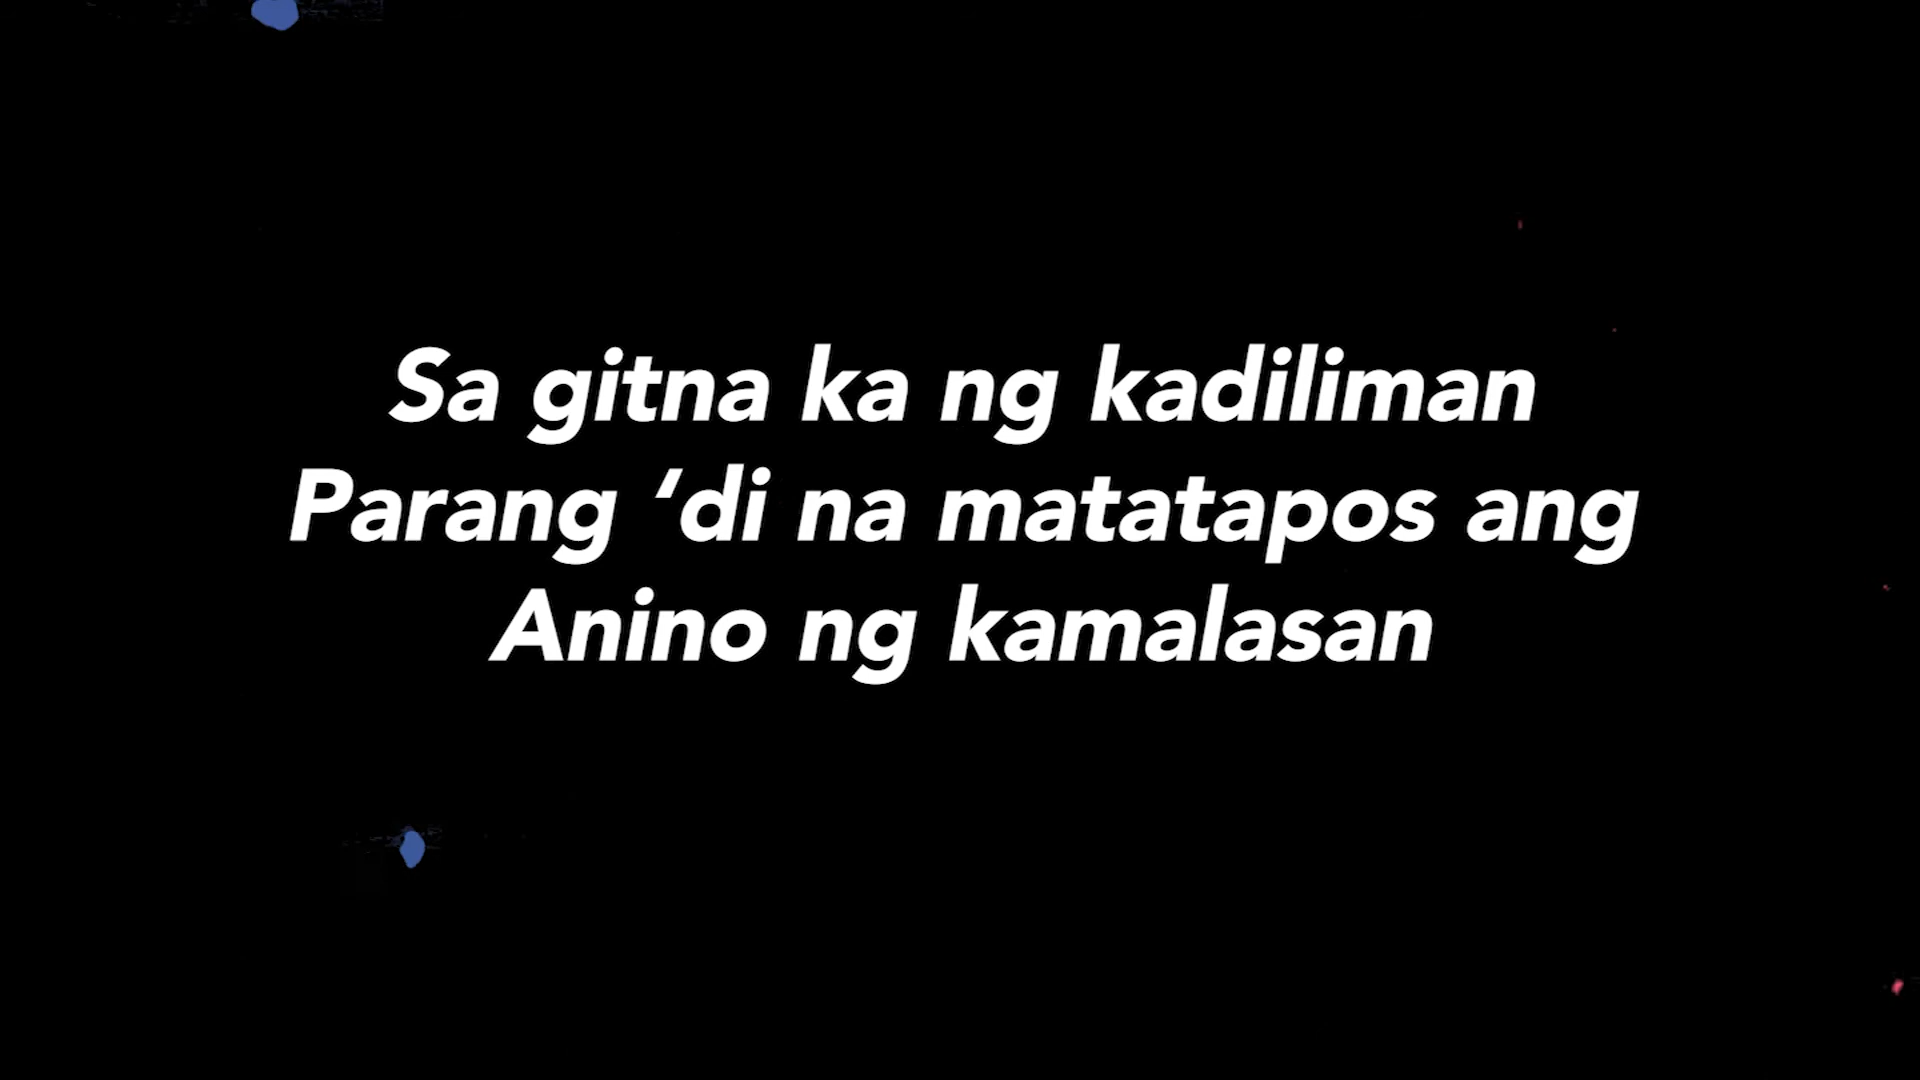 Sa gitna ka ng kadiliman
Parang ‘di na matatapos ang
Anino ng kamalasan